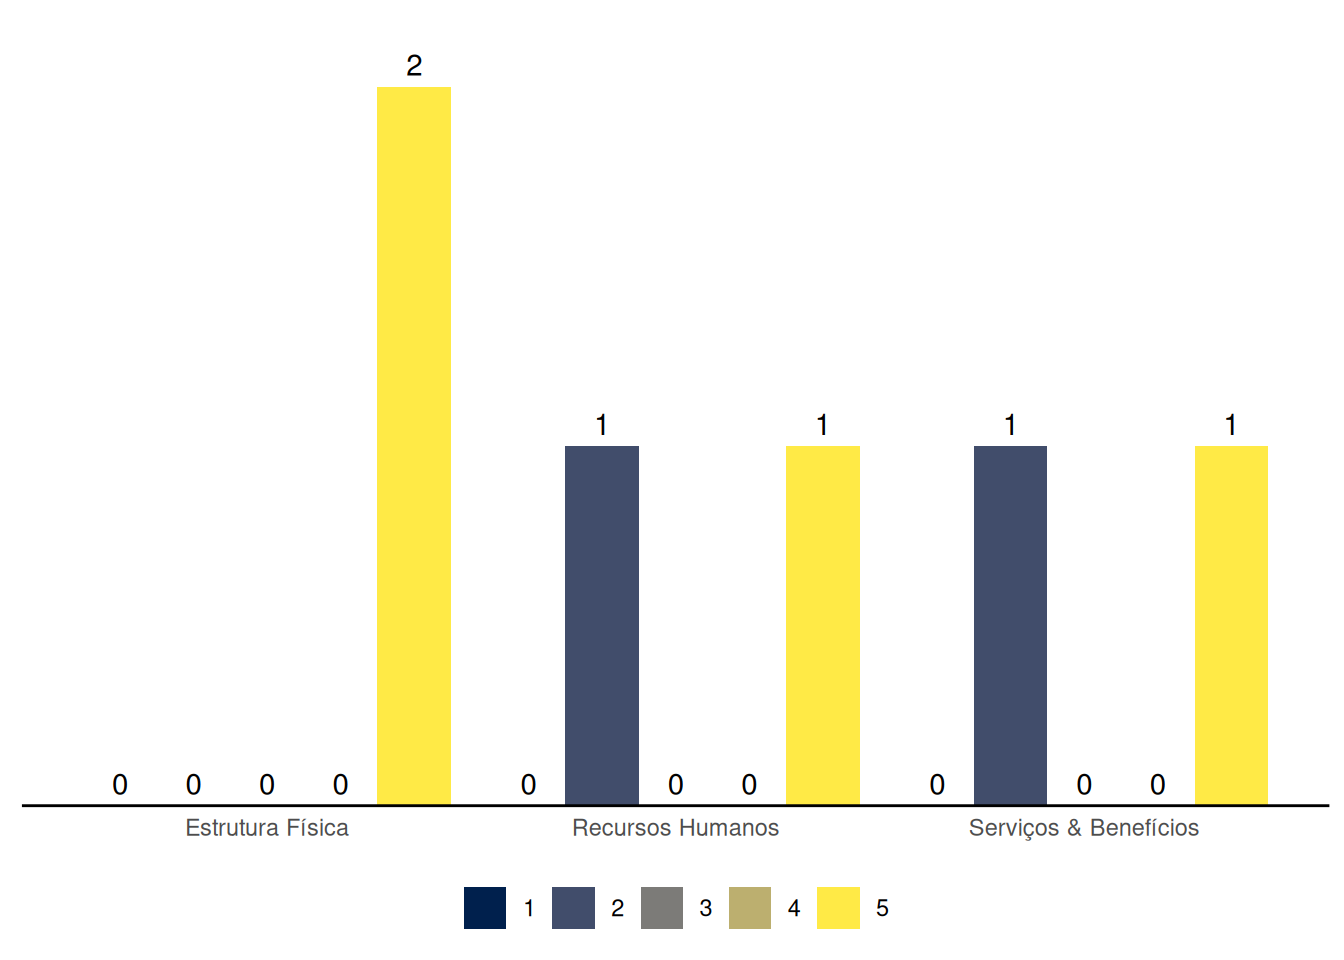 2
1 1 1 1
0 0 0 0 0 0 0 0 0 0
Estrutura Física Recursos Humanos Serviços & Benefícios
1 2 3 4 5